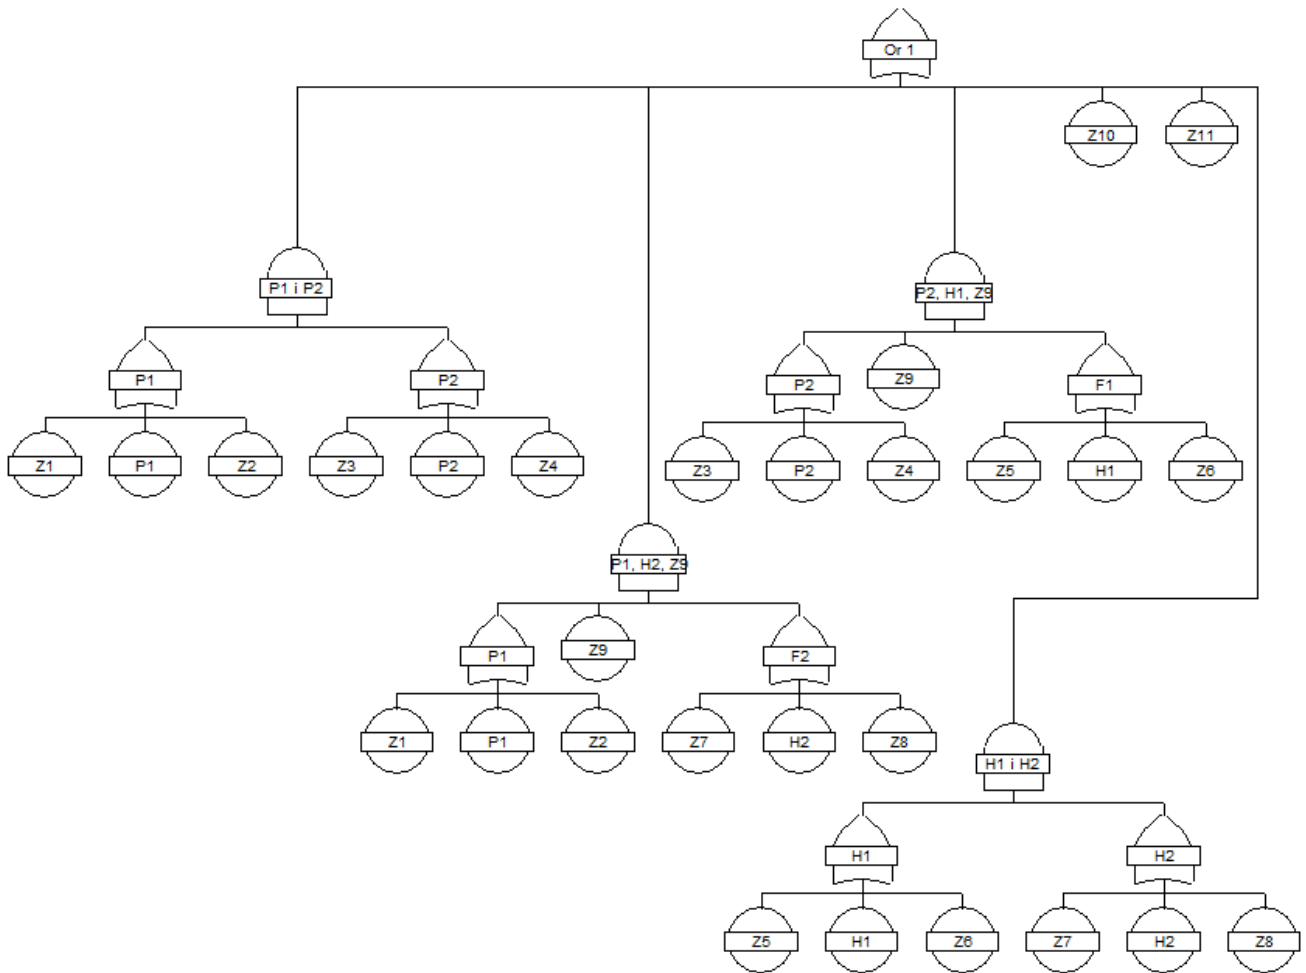 Or 1
Z10
Z11
P1 i P2
P2, H1, Z9
P1
P2
P2
Z9
F1
Z1
P1
Z2
Z3
P2
Z4
Z3
P2
Z4
Z5
H1
Z6
P1, H2, Z9
P1
Z9
F2
Z1
P1
Z2
Z7
H2
Z8
H1 i H2
H1
H2
Z5
H1
Z6
Z7
H2
Z8